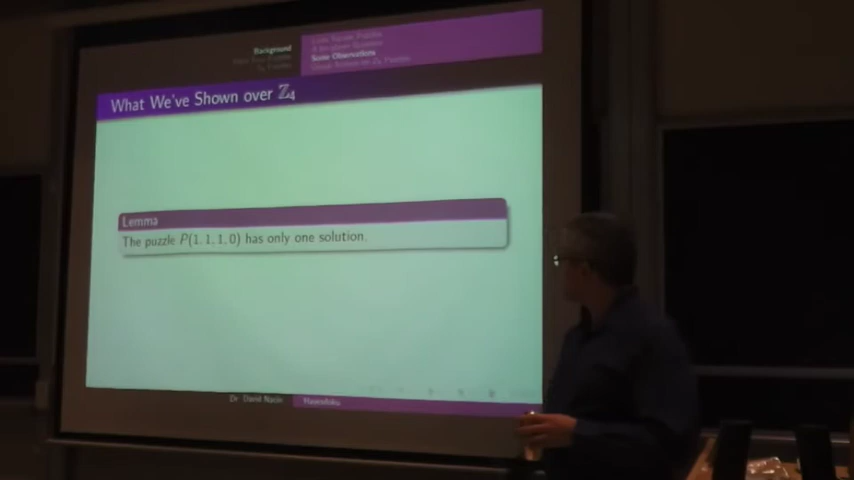 Background
Some Observations
What We've Shown over ℤ₄
Lemma
The puzzle P(1, 1, 1, 0) has only one solution.
Dr. David Nacin